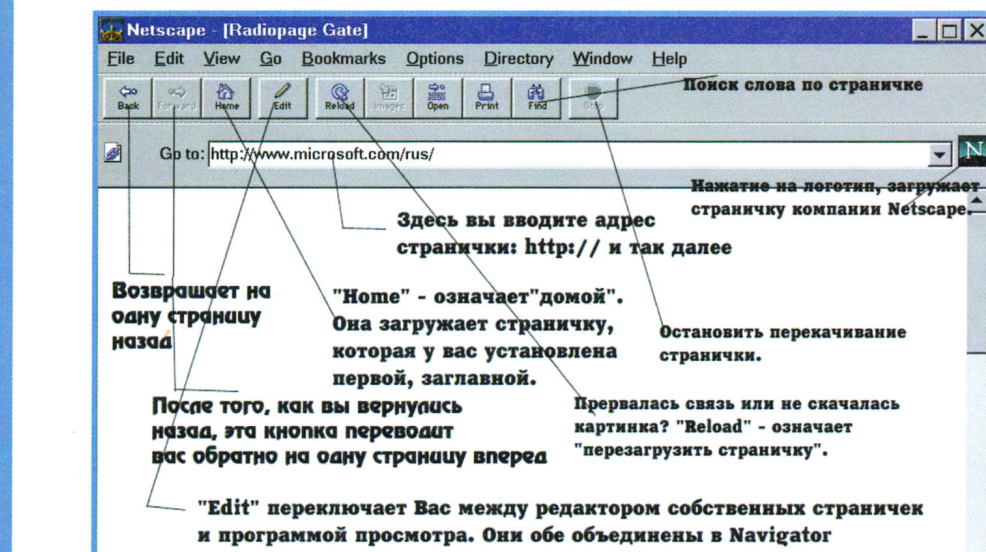 Netscape - [Radiopage Gate]
File Edit View Go Bookmarks Options Directory Window Help
Back Forward Home Edit Reload Images Open Print Find Stop
Поиск слова по страничке
Go to: http://www.microsoft.com/rus/
N
Нажатие на логотип, загружает
страничку компании Netscape.
Здесь вы вводите адрес
странички: http:// и так далее
Возвращает на
одну страницу
назад
"Home" - означает"домой".
Она загружает страничку,
которая у вас установлена
первой, заглавной.
Остановить перекачивание
странички.
После того, как вы вернулись
назад, эта кнопка переводит
вас обратно на одну страницу вперед
Прервалась связь или не скачалась
картинка? "Reload" - означает
"перезагрузить страничку".
"Edit" переключает Вас между редактором собственных страничек
и программой просмотра. Они обе объединены в Navigator